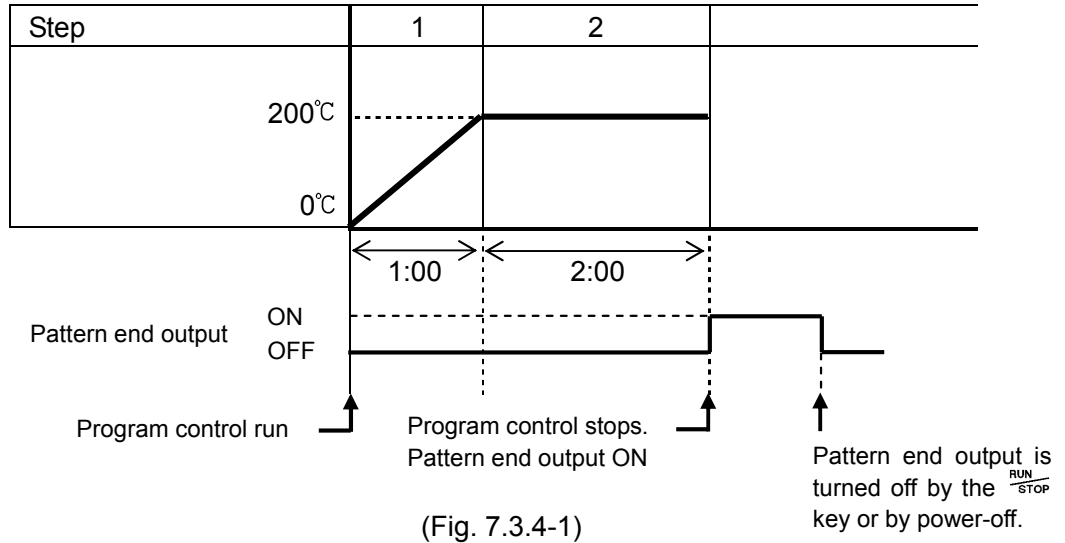 Step 1 2
200℃
0℃
1:00 2:00
Pattern end output
ON
OFF
Program control run
Program control stops.
Pattern end output ON
Pattern end output is
turned off by the RUN/STOP
key or by power-off.
(Fig. 7.3.4-1)